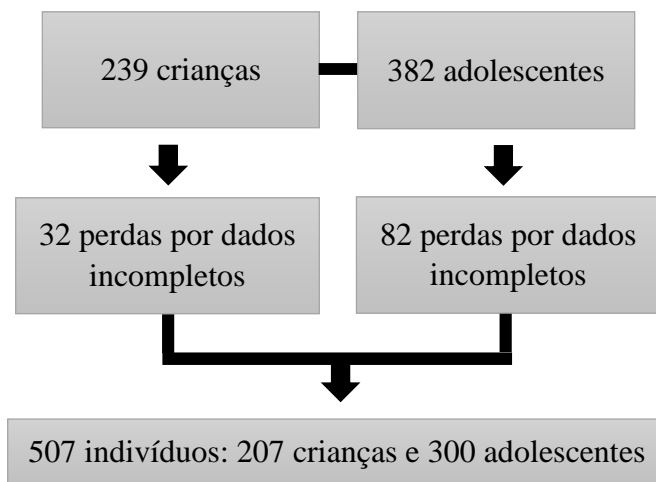 239 crianças
382 adolescentes
32 perdas por dados
incompletos
82 perdas por dados
incompletos
507 indivíduos: 207 crianças e 300 adolescentes